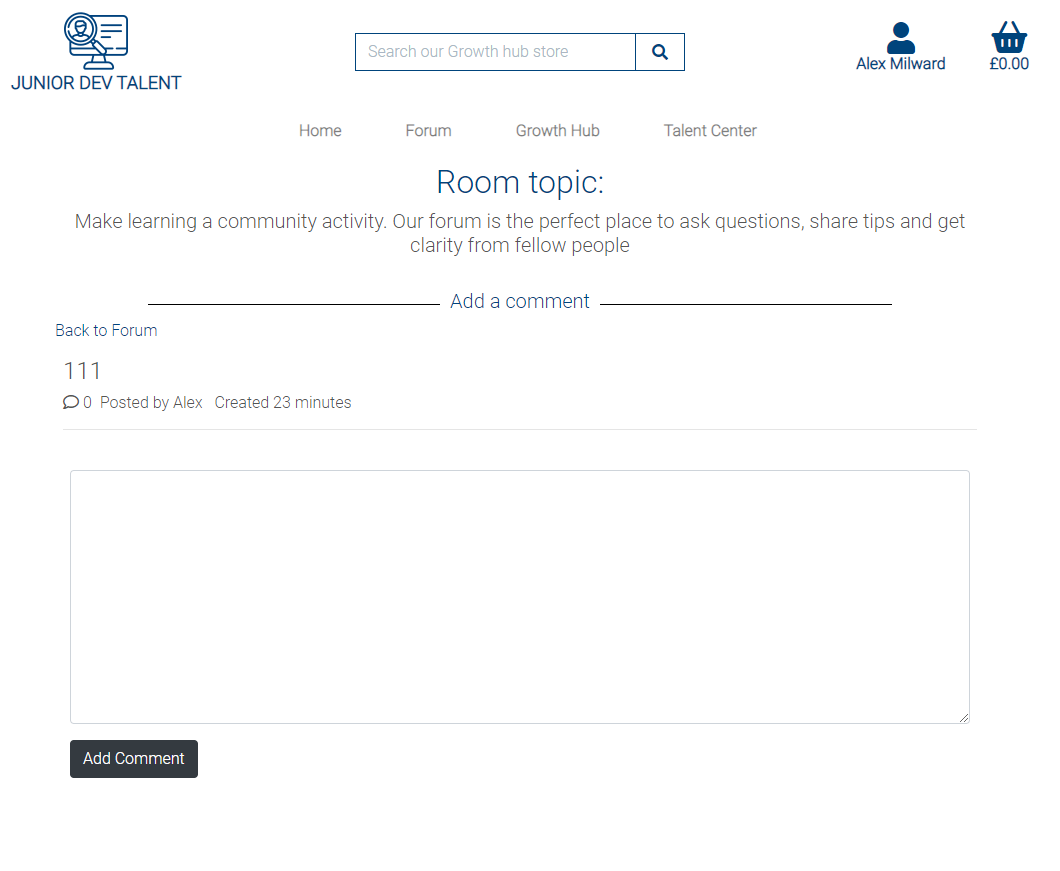 JUNIOR DEV TALENT
Search our Growth hub store
Alex Milward
£0.00
Home Forum Growth Hub Talent Center
Room topic:
Make learning a community activity. Our forum is the perfect place to ask questions, share tips and get
clarity from fellow people
Add a comment
Back to Forum
111
0 Posted by Alex Created 23 minutes
Add Comment